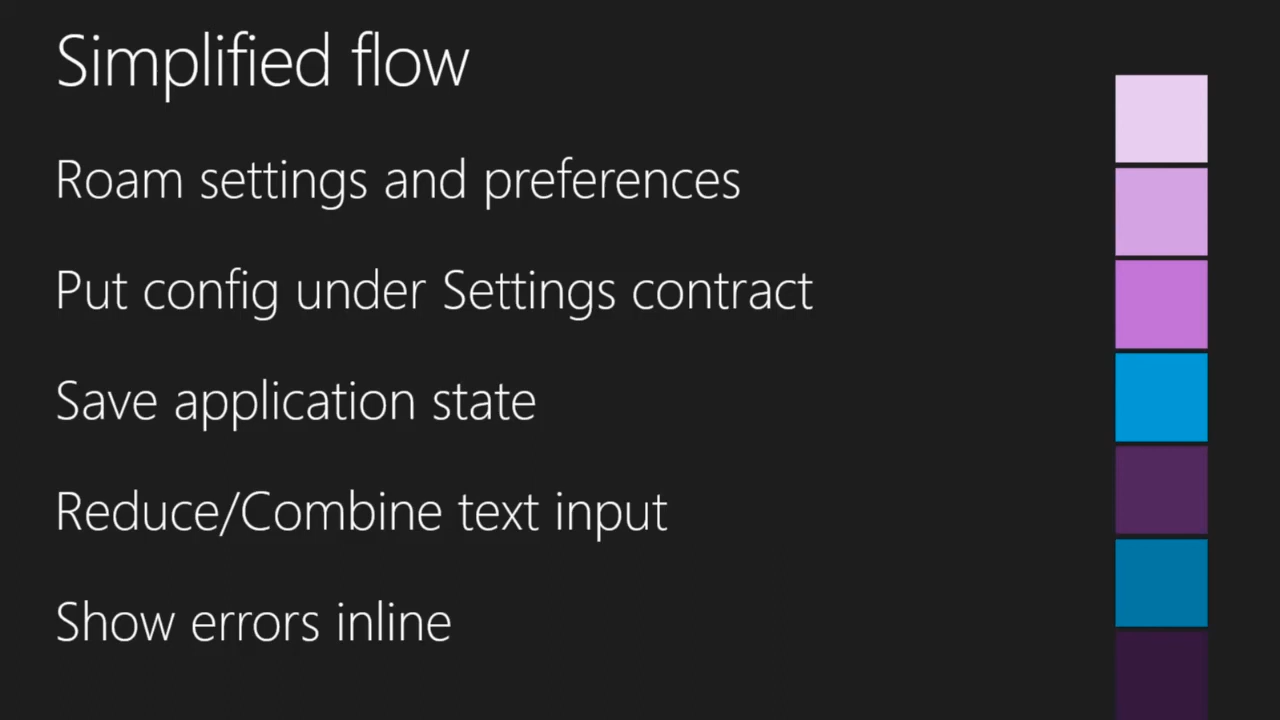 Simplified flow
Roam settings and preferences
Put config under Settings contract
Save application state
Reduce/Combine text input
Show errors inline